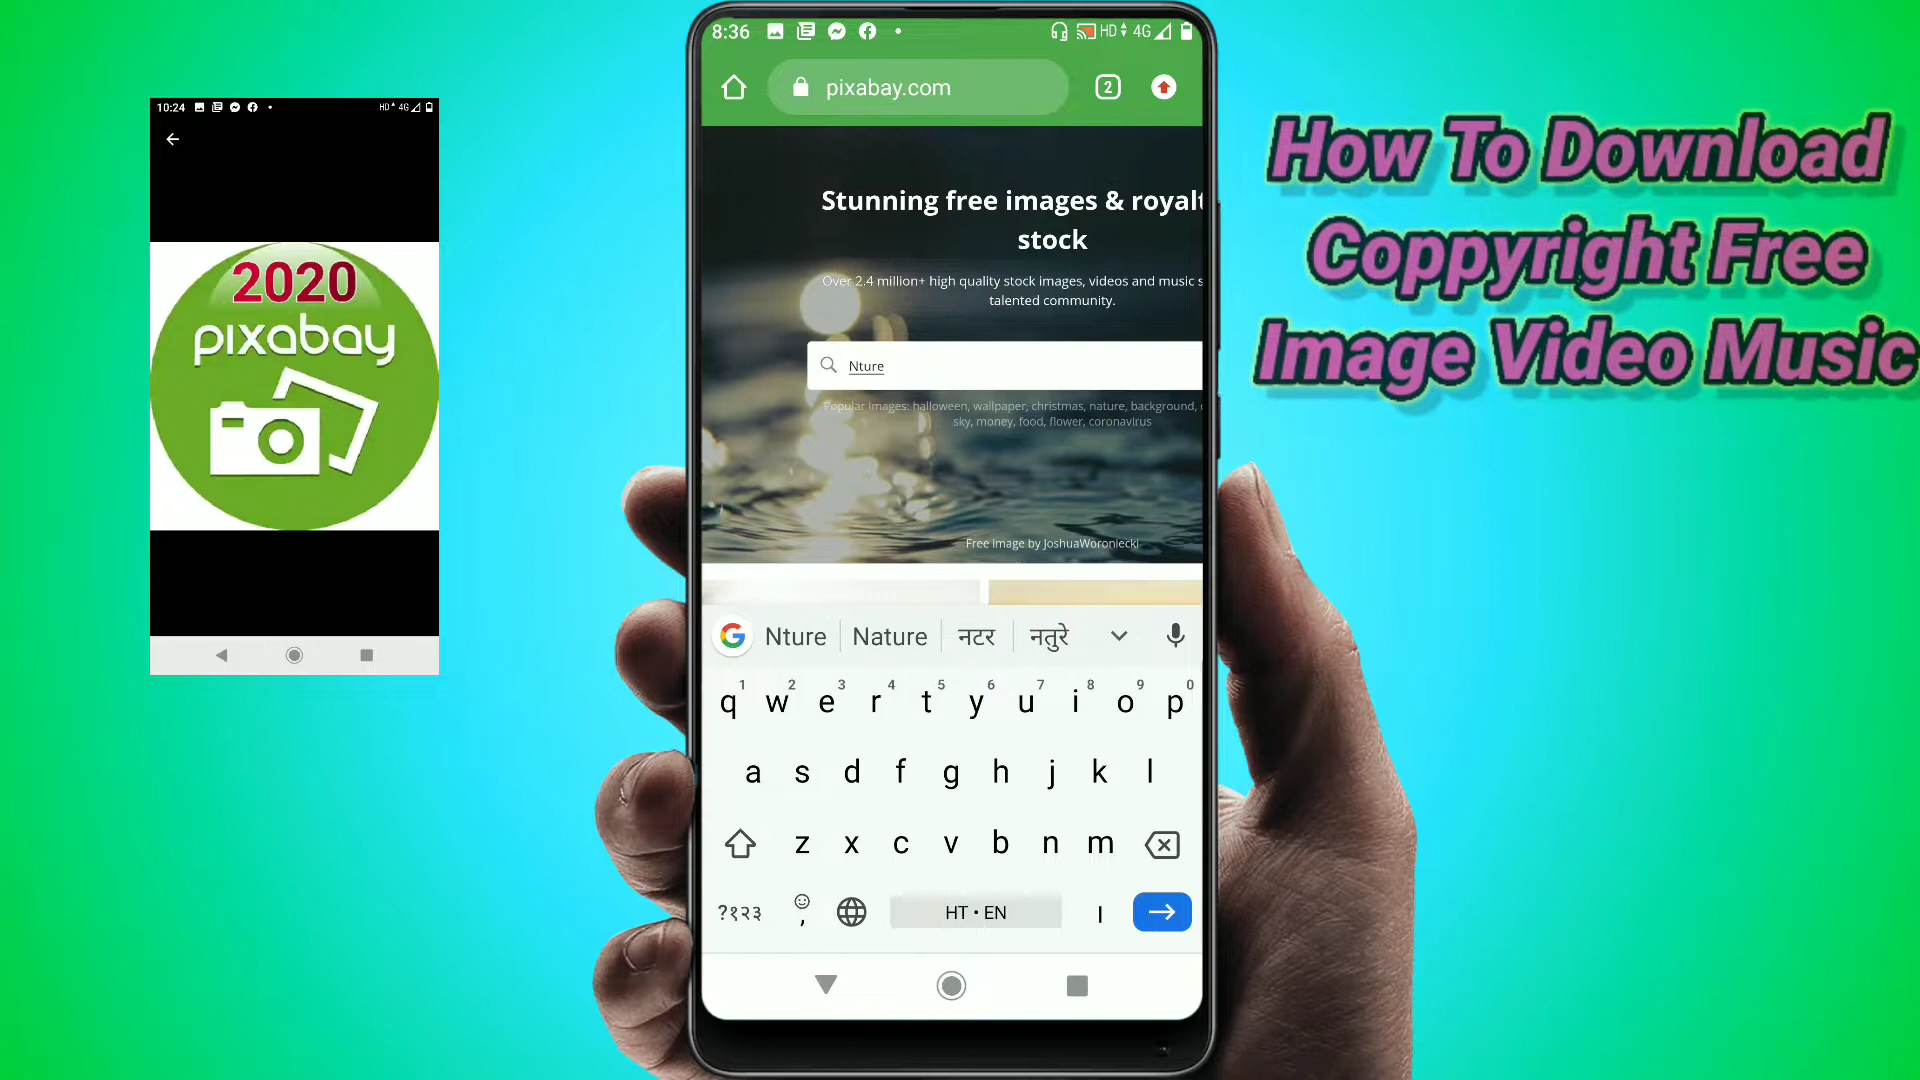 10:24
HD 4G
2020
pixabay
8:36
HD 4G
pixabay.com
2
Stunning free images & royalt
stock
Over 2.4 million+ high quality stock images, videos and music s
talented community.
Nture
Popular Images: halloween, wallpaper, christmas, nature, background,
sky, money, food, flower, coronavirus
Free image by JoshuaWoroniecki
Nture Nature नटर नतुरे
1 2 3 4 5 6 7 8 9 0
q w e r t y u i o p
a s d f g h j k l
z x c v b n m
?१२३ , HT • EN ।
How To Download
Coppyright Free
Image Video Music